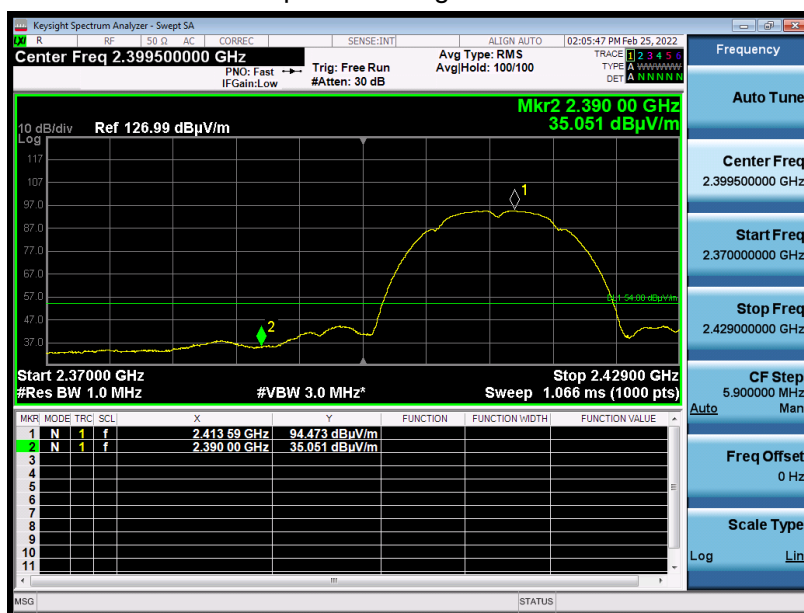 Keysight Spectrum Analyzer - Swept SA
LXI R RF 50 Ω AC CORREC SENSE:INT ALIGN AUTO 02:05:47 PM Feb 25, 2022
Center Freq 2.399500000 GHz
PNO: Fast
IFGain:Low
Trig: Free Run
#Atten: 30 dB
Avg Type: RMS
Avg|Hold: 100/100
TRACE 1 2 3 4 5 6
TYPE A WWWWW
DET A N N N N N
Mkr2 2.390 00 GHz
35.051 dBµV/m
10 dB/div Ref 126.99 dBµV/m
Log
117
107
97.0
87.0
77.0
67.0
57.0
47.0
37.0
1
2
DL1 54.00 dBµV/m
Start 2.37000 GHz Stop 2.42900 GHz
#Res BW 1.0 MHz #VBW 3.0 MHz* Sweep 1.066 ms (1000 pts)
MKR MODE TRC SCL X Y FUNCTION FUNCTION WIDTH FUNCTION VALUE
1 N 1 f 2.413 59 GHz 94.473 dBµV/m
2 N 1 f 2.390 00 GHz 35.051 dBµV/m
3
4
5
6
7
8
9
10
11
MSG STATUS
Frequency
Auto Tune
Center Freq
2.399500000 GHz
Start Freq
2.370000000 GHz
Stop Freq
2.429000000 GHz
CF Step
5.900000 MHz
Auto Man
Freq Offset
0 Hz
Scale Type
Log Lin